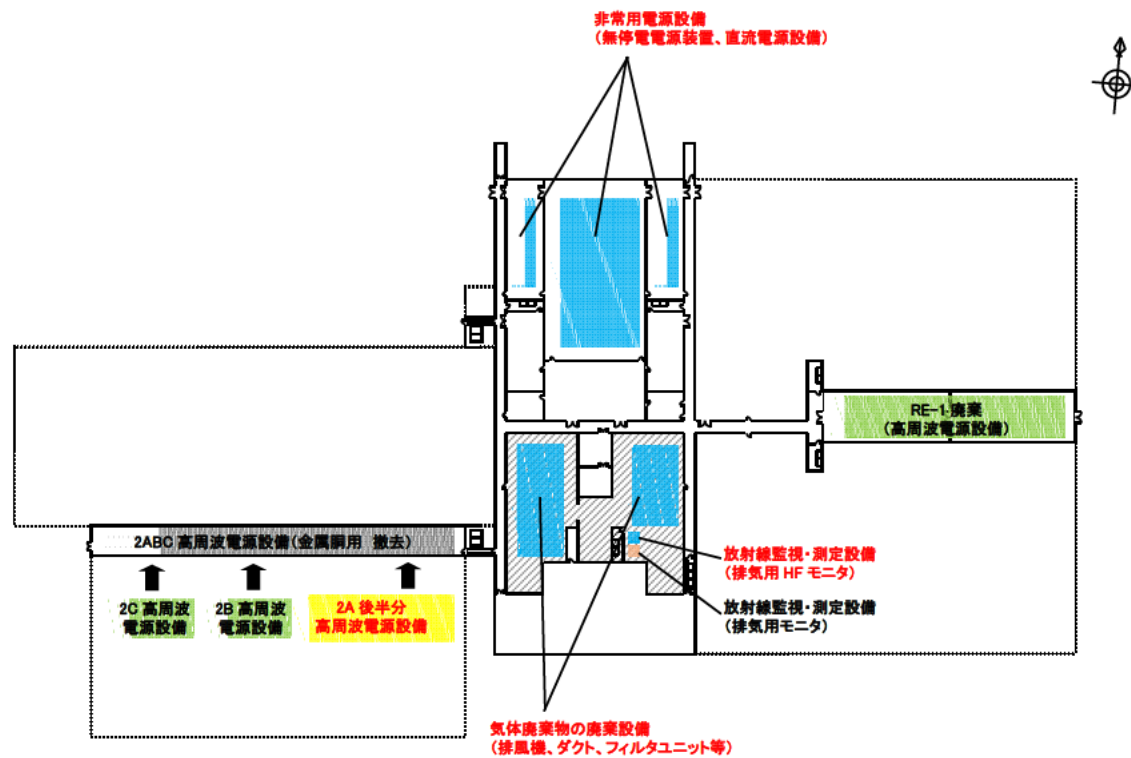 非常用電源設備
(無停電電源装置、直流電源設備)
RE-1 廃棄
(高周波電源設備)
2ABC 高周波電源設備(金属胴用 撤去)
2C 高周波
電源設備
2B 高周波
電源設備
2A 後半分
高周波電源設備
放射線監視・測定設備
(排気用 HF モニタ)
放射線監視・測定設備
(排気用モニタ)
気体廃棄物の廃棄設備
(排風機、ダクト、フィルタユニット等)